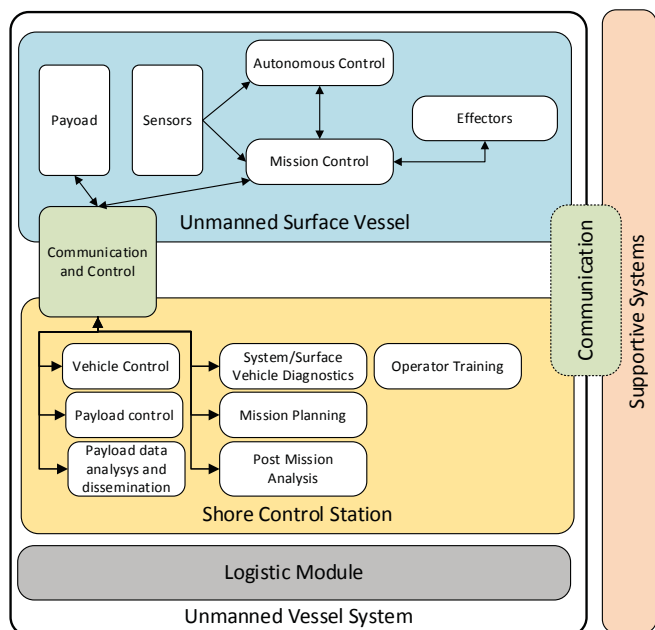 Autonomous Control
Payoad
Sensors
Effectors
Mission Control
Unmanned Surface Vessel
Communication
and Control
Communication
Supportive Systems
Vehicle Control
System/Surface
Vehicle Diagnostics
Operator Training
Payload control
Mission Planning
Payload data
analysys and
dissemination
Post Mission
Analysis
Shore Control Station
Logistic Module
Unmanned Vessel System